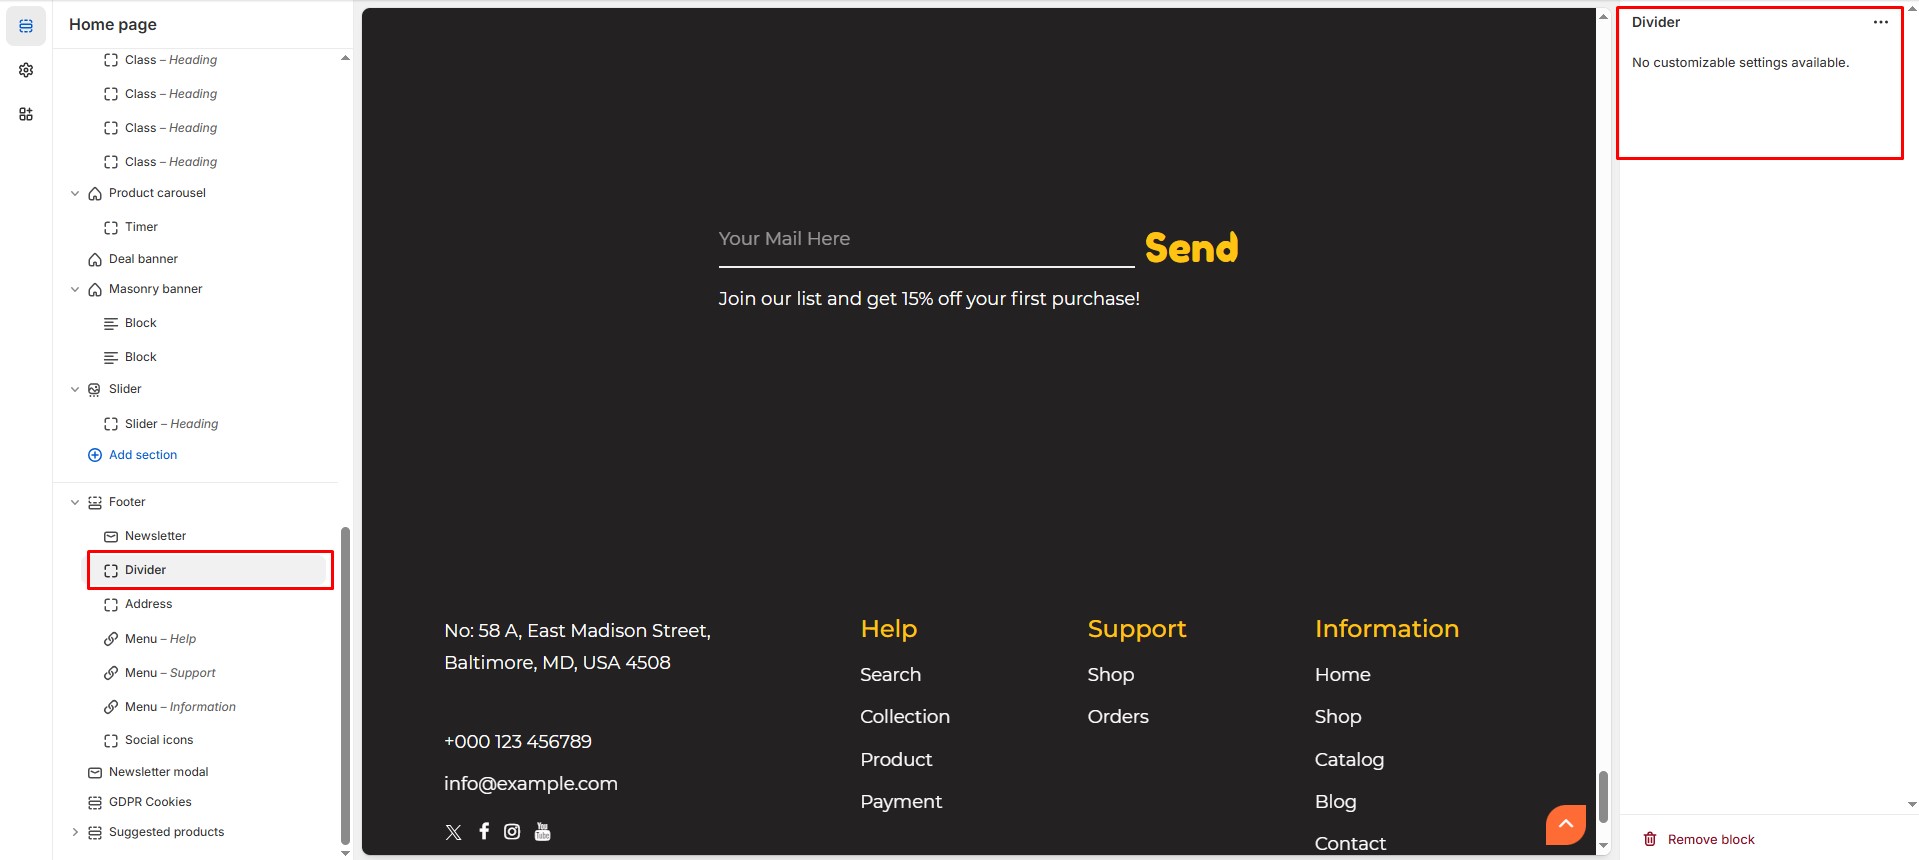 Home page
Class – Heading
Class – Heading
Class – Heading
Class – Heading
Product carousel
Timer
Deal banner
Masonry banner
Block
Block
Slider
Slider – Heading
Add section
Footer
Newsletter
Divider
Address
Menu – Help
Menu – Support
Menu – Information
Social icons
Newsletter modal
GDPR Cookies
Suggested products
Your Mail Here
Send
Join our list and get 15% off your first purchase!
No: 58 A, East Madison Street,
Baltimore, MD, USA 4508
+000 123 456789
info@example.com
You
Tube
Help
Search
Collection
Product
Payment
Support
Shop
Orders
Information
Home
Shop
Catalog
Blog
Contact
Divider
No customizable settings available.
Remove block